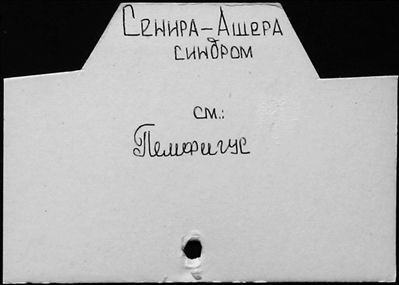 Сенира-Ашера
синдром
см.:
Пемфигус